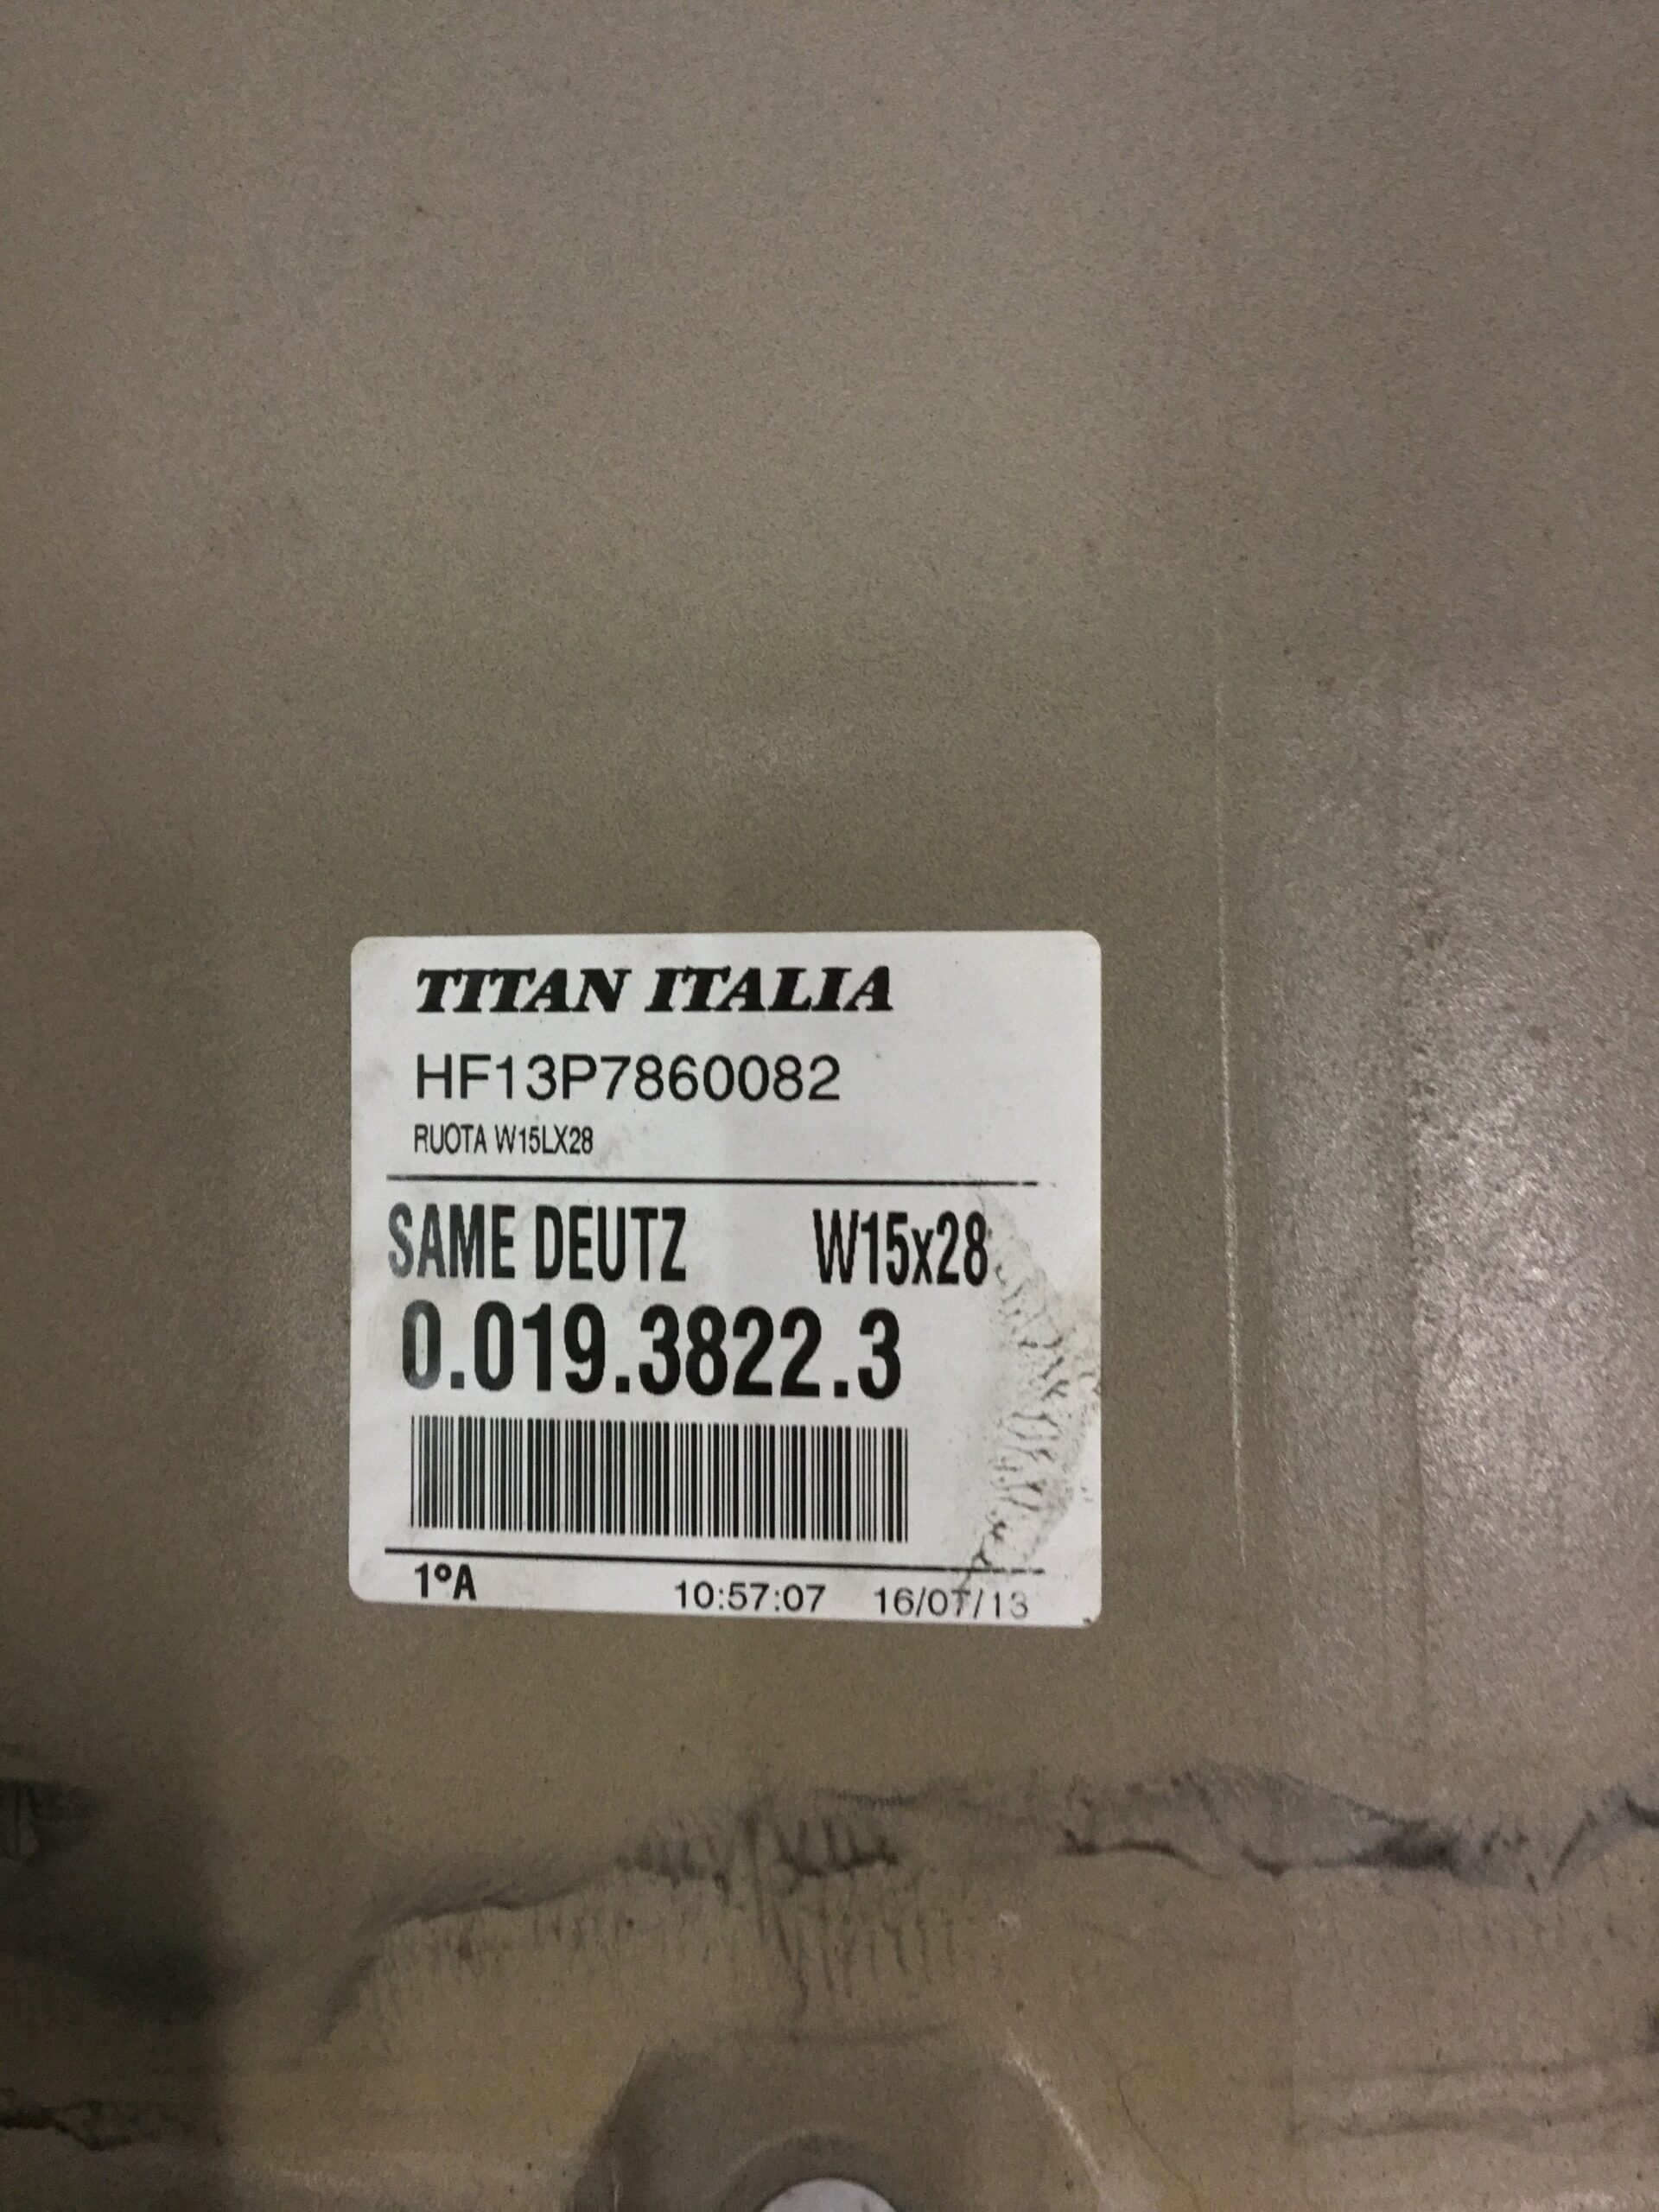 TITAN ITALIA
HF13P7860082
RUOTA W15LX28
SAME DEUTZ W15x28
0.019.3822.3
1°A 10:57:07 16/07/13